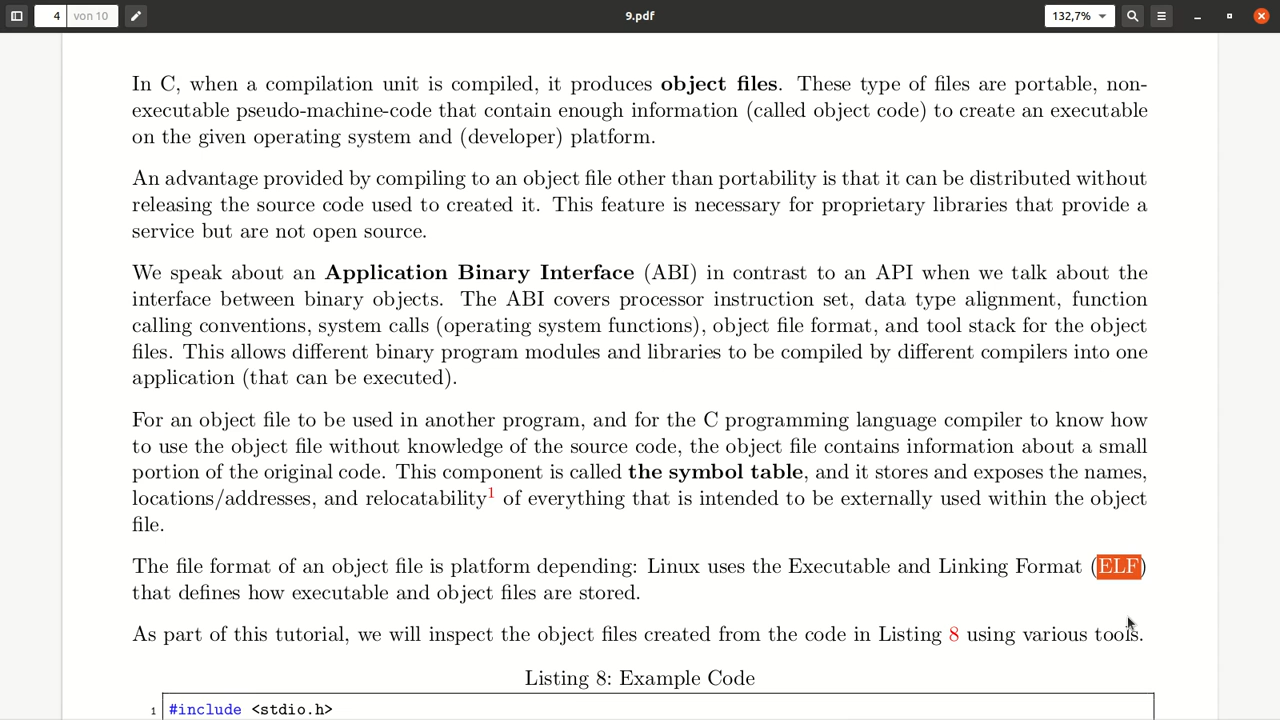 4 von 10 9.pdf 132,7%
In C, when a compilation unit is compiled, it produces object files. These type of files are portable, non-
executable pseudo-machine-code that contain enough information (called object code) to create an executable
on the given operating system and (developer) platform.
An advantage provided by compiling to an object file other than portability is that it can be distributed without
releasing the source code used to created it. This feature is necessary for proprietary libraries that provide a
service but are not open source.
We speak about an Application Binary Interface (ABI) in contrast to an API when we talk about the
interface between binary objects. The ABI covers processor instruction set, data type alignment, function
calling conventions, system calls (operating system functions), object file format, and tool stack for the object
files. This allows different binary program modules and libraries to be compiled by different compilers into one
application (that can be executed).
For an object file to be used in another program, and for the C programming language compiler to know how
to use the object file without knowledge of the source code, the object file contains information about a small
portion of the original code. This component is called the symbol table, and it stores and exposes the names,
locations/addresses, and relocatability1 of everything that is intended to be externally used within the object
file.
The file format of an object file is platform depending: Linux uses the Executable and Linking Format (ELF)
that defines how executable and object files are stored.
As part of this tutorial, we will inspect the object files created from the code in Listing 8 using various tools.
Listing 8: Example Code
1 #include <stdio.h>